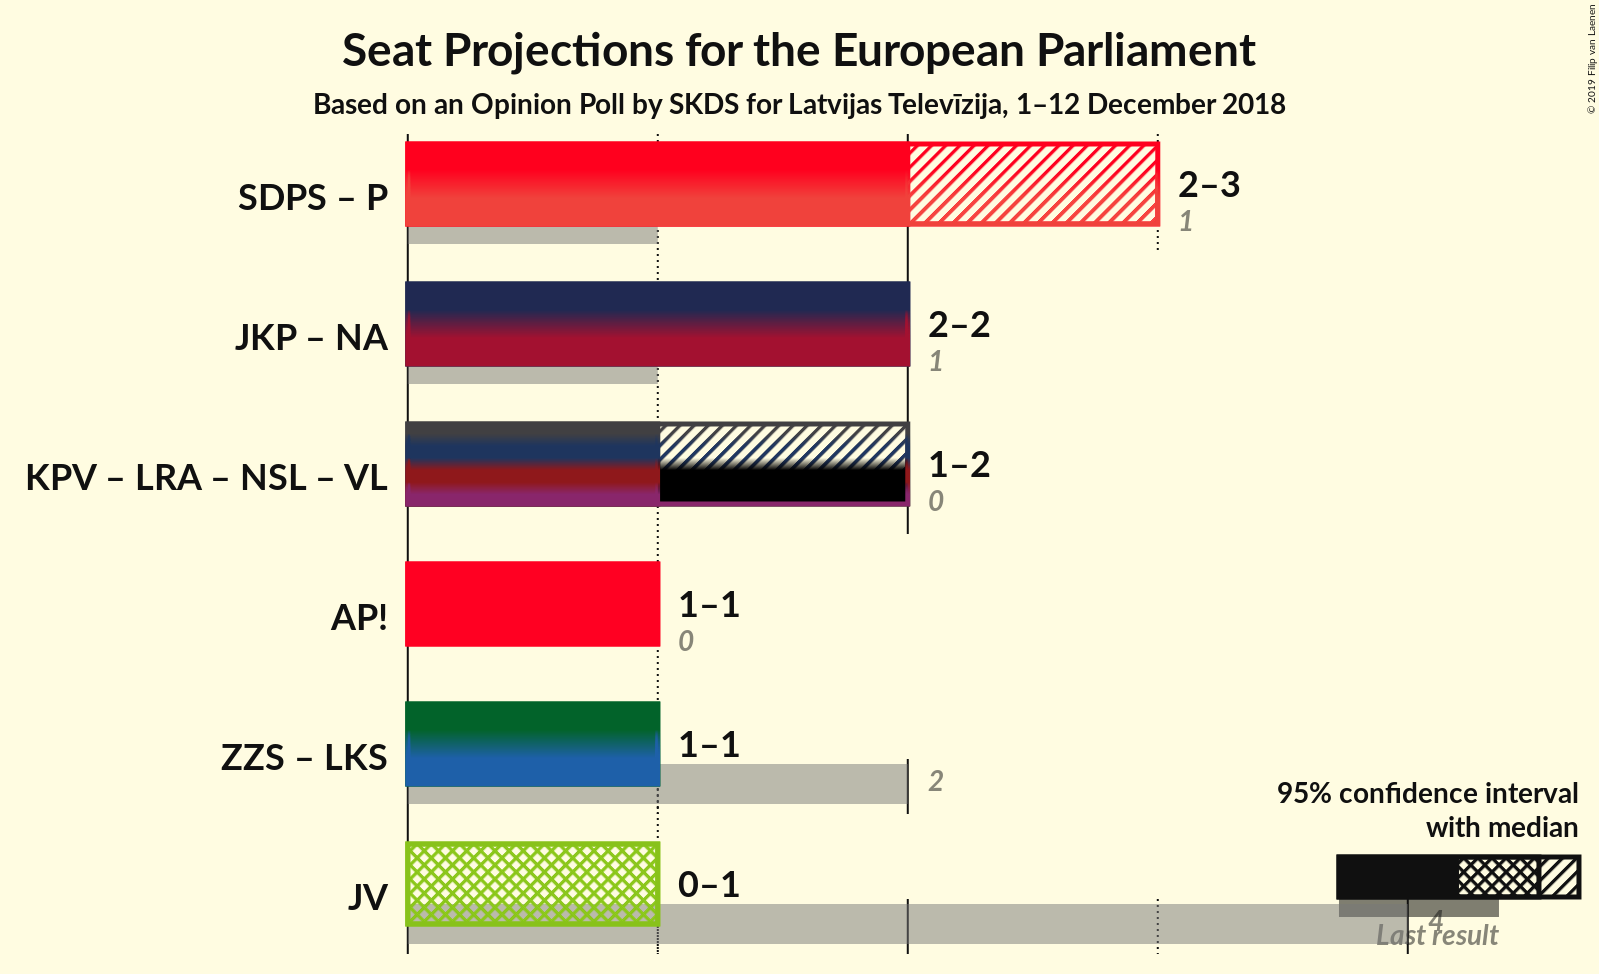 Seat Projections for the European Parliament
Based on an Opinion Poll by SKDS for Latvijas Televīzija, 1–12 December 2018
© 2019 Filip van Laenen
SDPS – P
2–3
1
JKP – NA
2–2
1
KPV – LRA – NSL – VL
1–2
0
AP!
1–1
0
ZZS – LKS
1–1
2
JV
0–1
4
95% confidence interval
with median
Last result